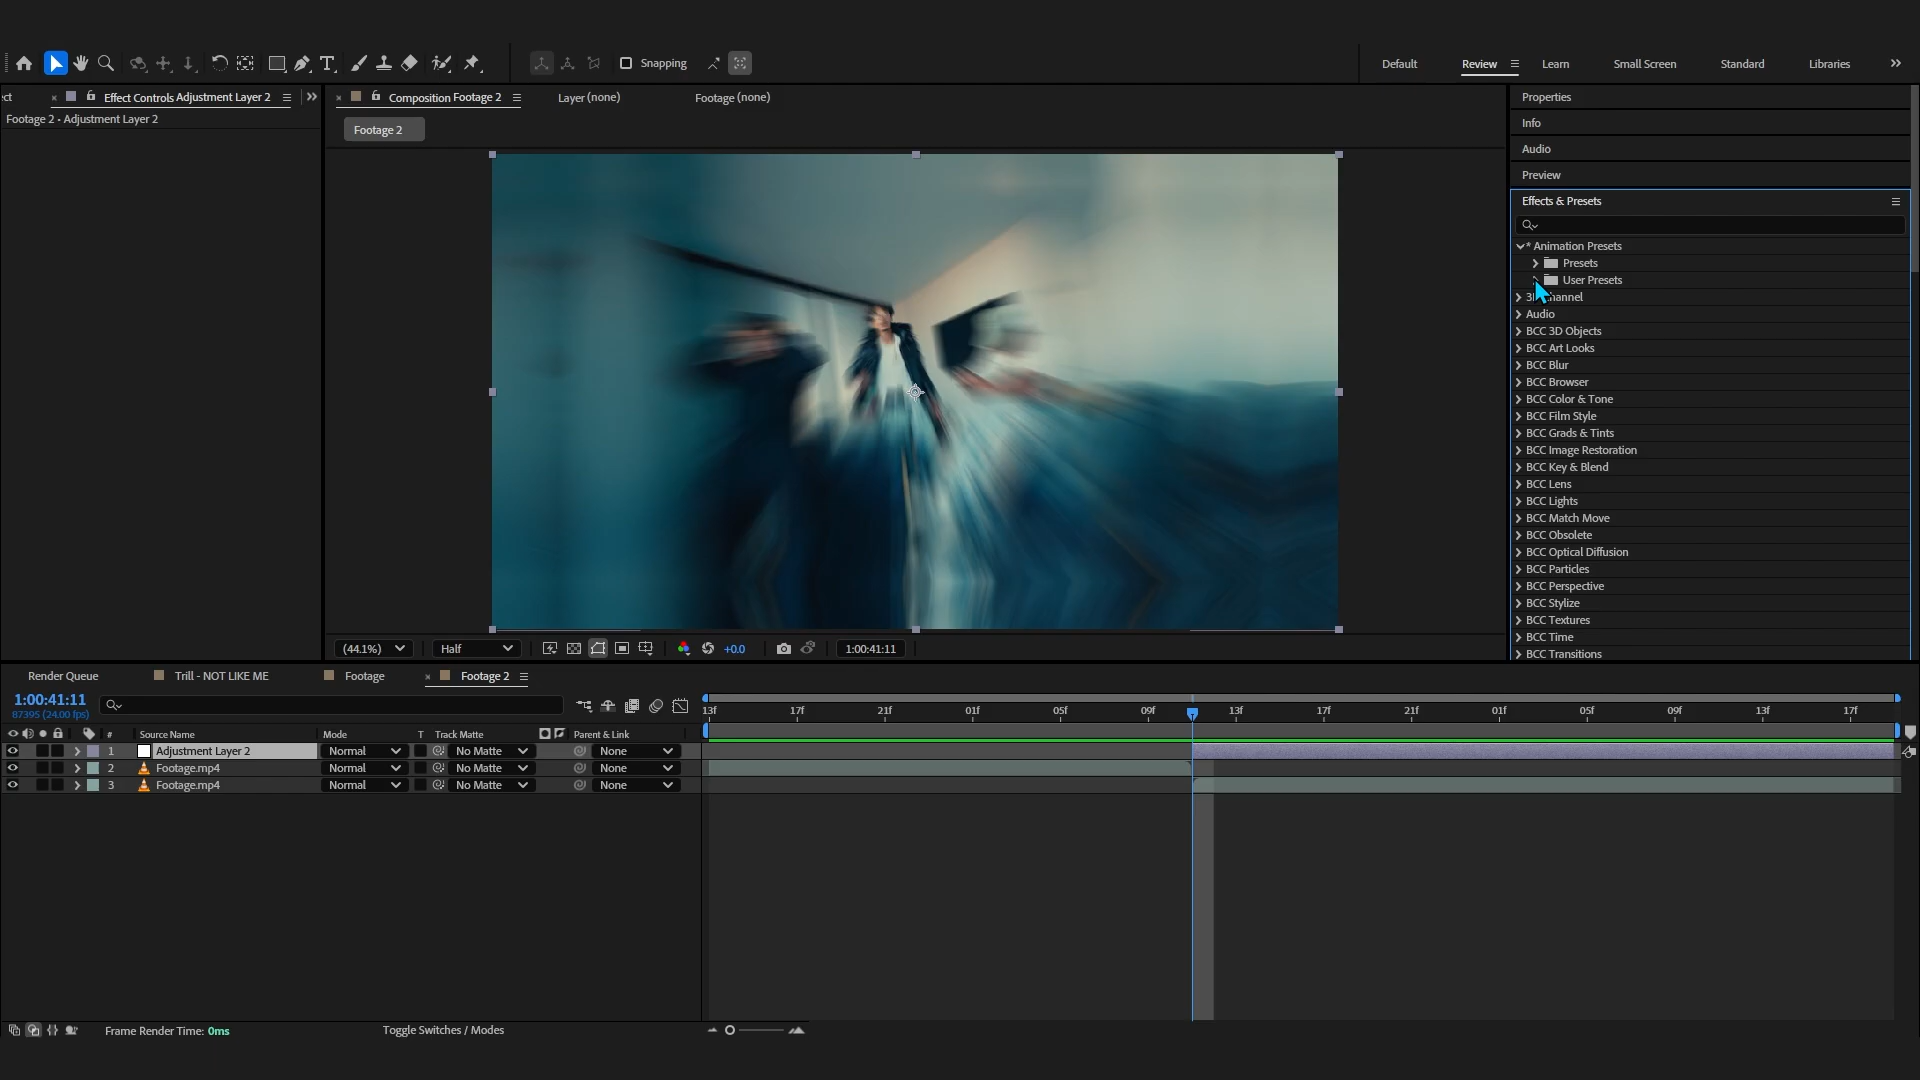 Snapping
Default
Review
Learn
Small Screen
Standard
Libraries
ct
Effect Controls Adjustment Layer 2
Footage 2 • Adjustment Layer 2
Composition Footage 2
Layer (none)
Footage (none)
Footage 2
(44.1%)
Half
+0.0
1:00:41:11
Properties
Info
Audio
Preview
Effects & Presets
* Animation Presets
Presets
User Presets
Audio
BCC 3D Objects
BCC Art Looks
BCC Blur
BCC Browser
BCC Color & Tone
BCC Film Style
BCC Grads & Tints
BCC Image Restoration
BCC Key & Blend
BCC Lens
BCC Lights
BCC Match Move
BCC Obsolete
BCC Optical Diffusion
BCC Particles
BCC Perspective
BCC Stylize
BCC Textures
BCC Time
BCC Transitions
Render Queue
Trill - NOT LIKE ME
Footage
Footage 2
1:00:41:11
87395 (24.00 fps)
13f 17f 21f 01f 05f 09f 13f 17f 21f 01f 05f 09f 13f 17f
# Source Name Mode T Track Matte Parent & Link
1 Adjustment Layer 2 Normal No Matte None
2 Footage.mp4 Normal No Matte None
3 Footage.mp4 Normal No Matte None
Frame Render Time: 0ms
Toggle Switches / Modes